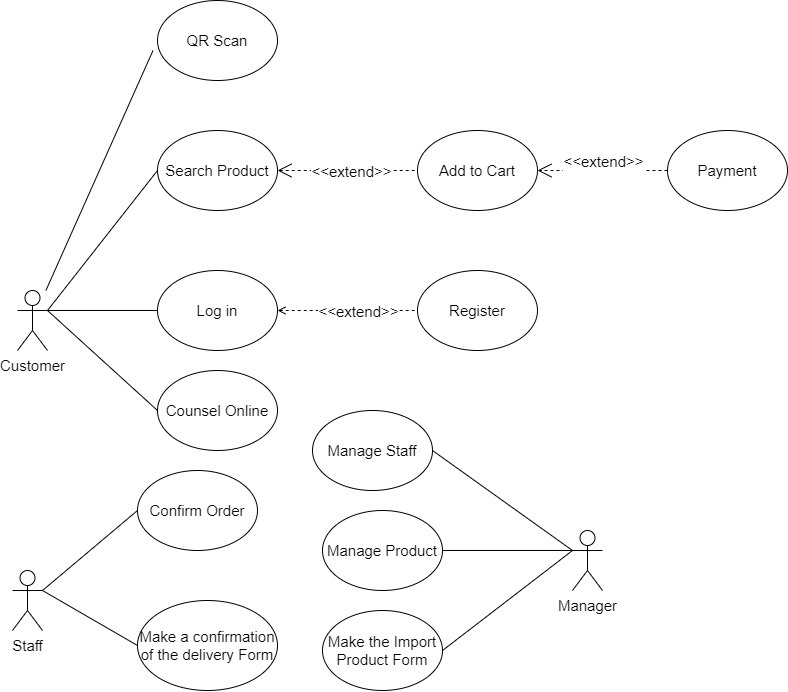 QR Scan
Search Product
<<extend>>
Add to Cart
<<extend>>
Payment
Log in
<<extend>>
Register
Customer
Counsel Online
Manage Staff
Confirm Order
Manage Product
Manager
Staff
Make a confirmation
of the delivery Form
Make the Import
Product Form